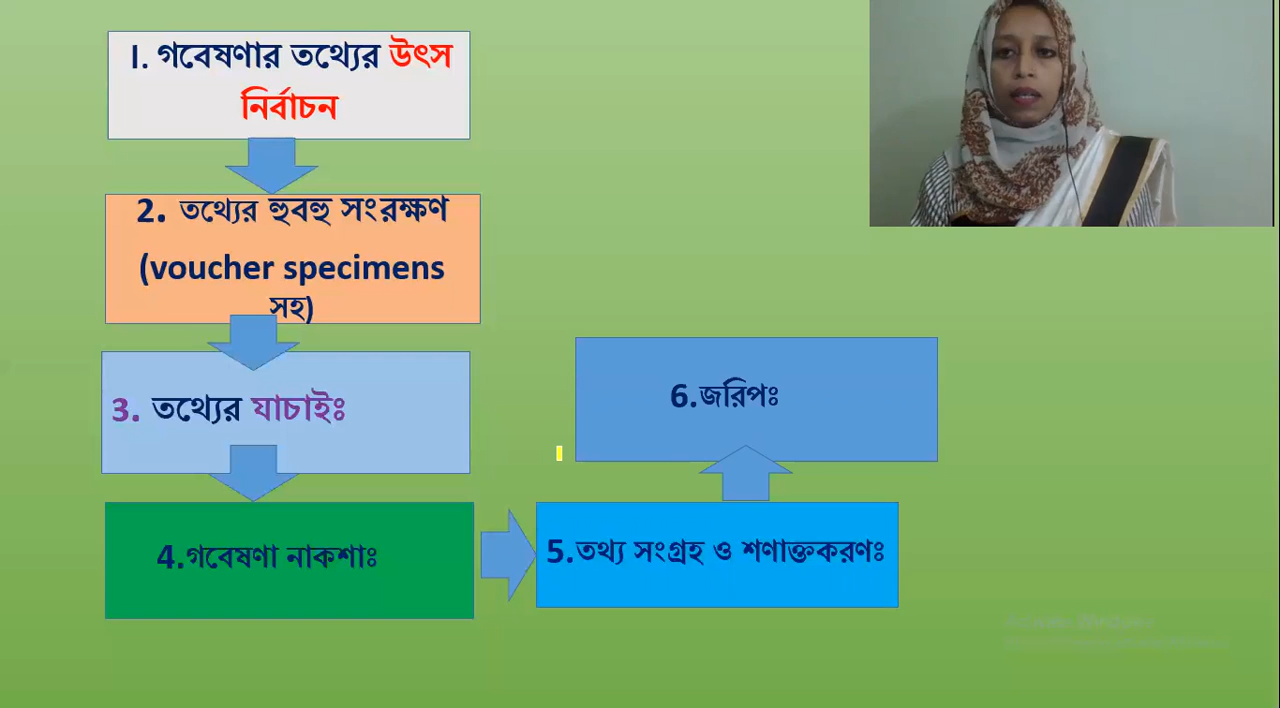 I. গবেষণার তথ্যের উৎস
নির্বাচন
2. তথ্যের হুবহু সংরক্ষণ
(voucher specimens
সহ)
3. তথ্যের যাচাইঃ
4.গবেষণা নাকশাঃ
5.তথ্য সংগ্রহ ও শণাক্তকরণঃ
6.জরিপঃ